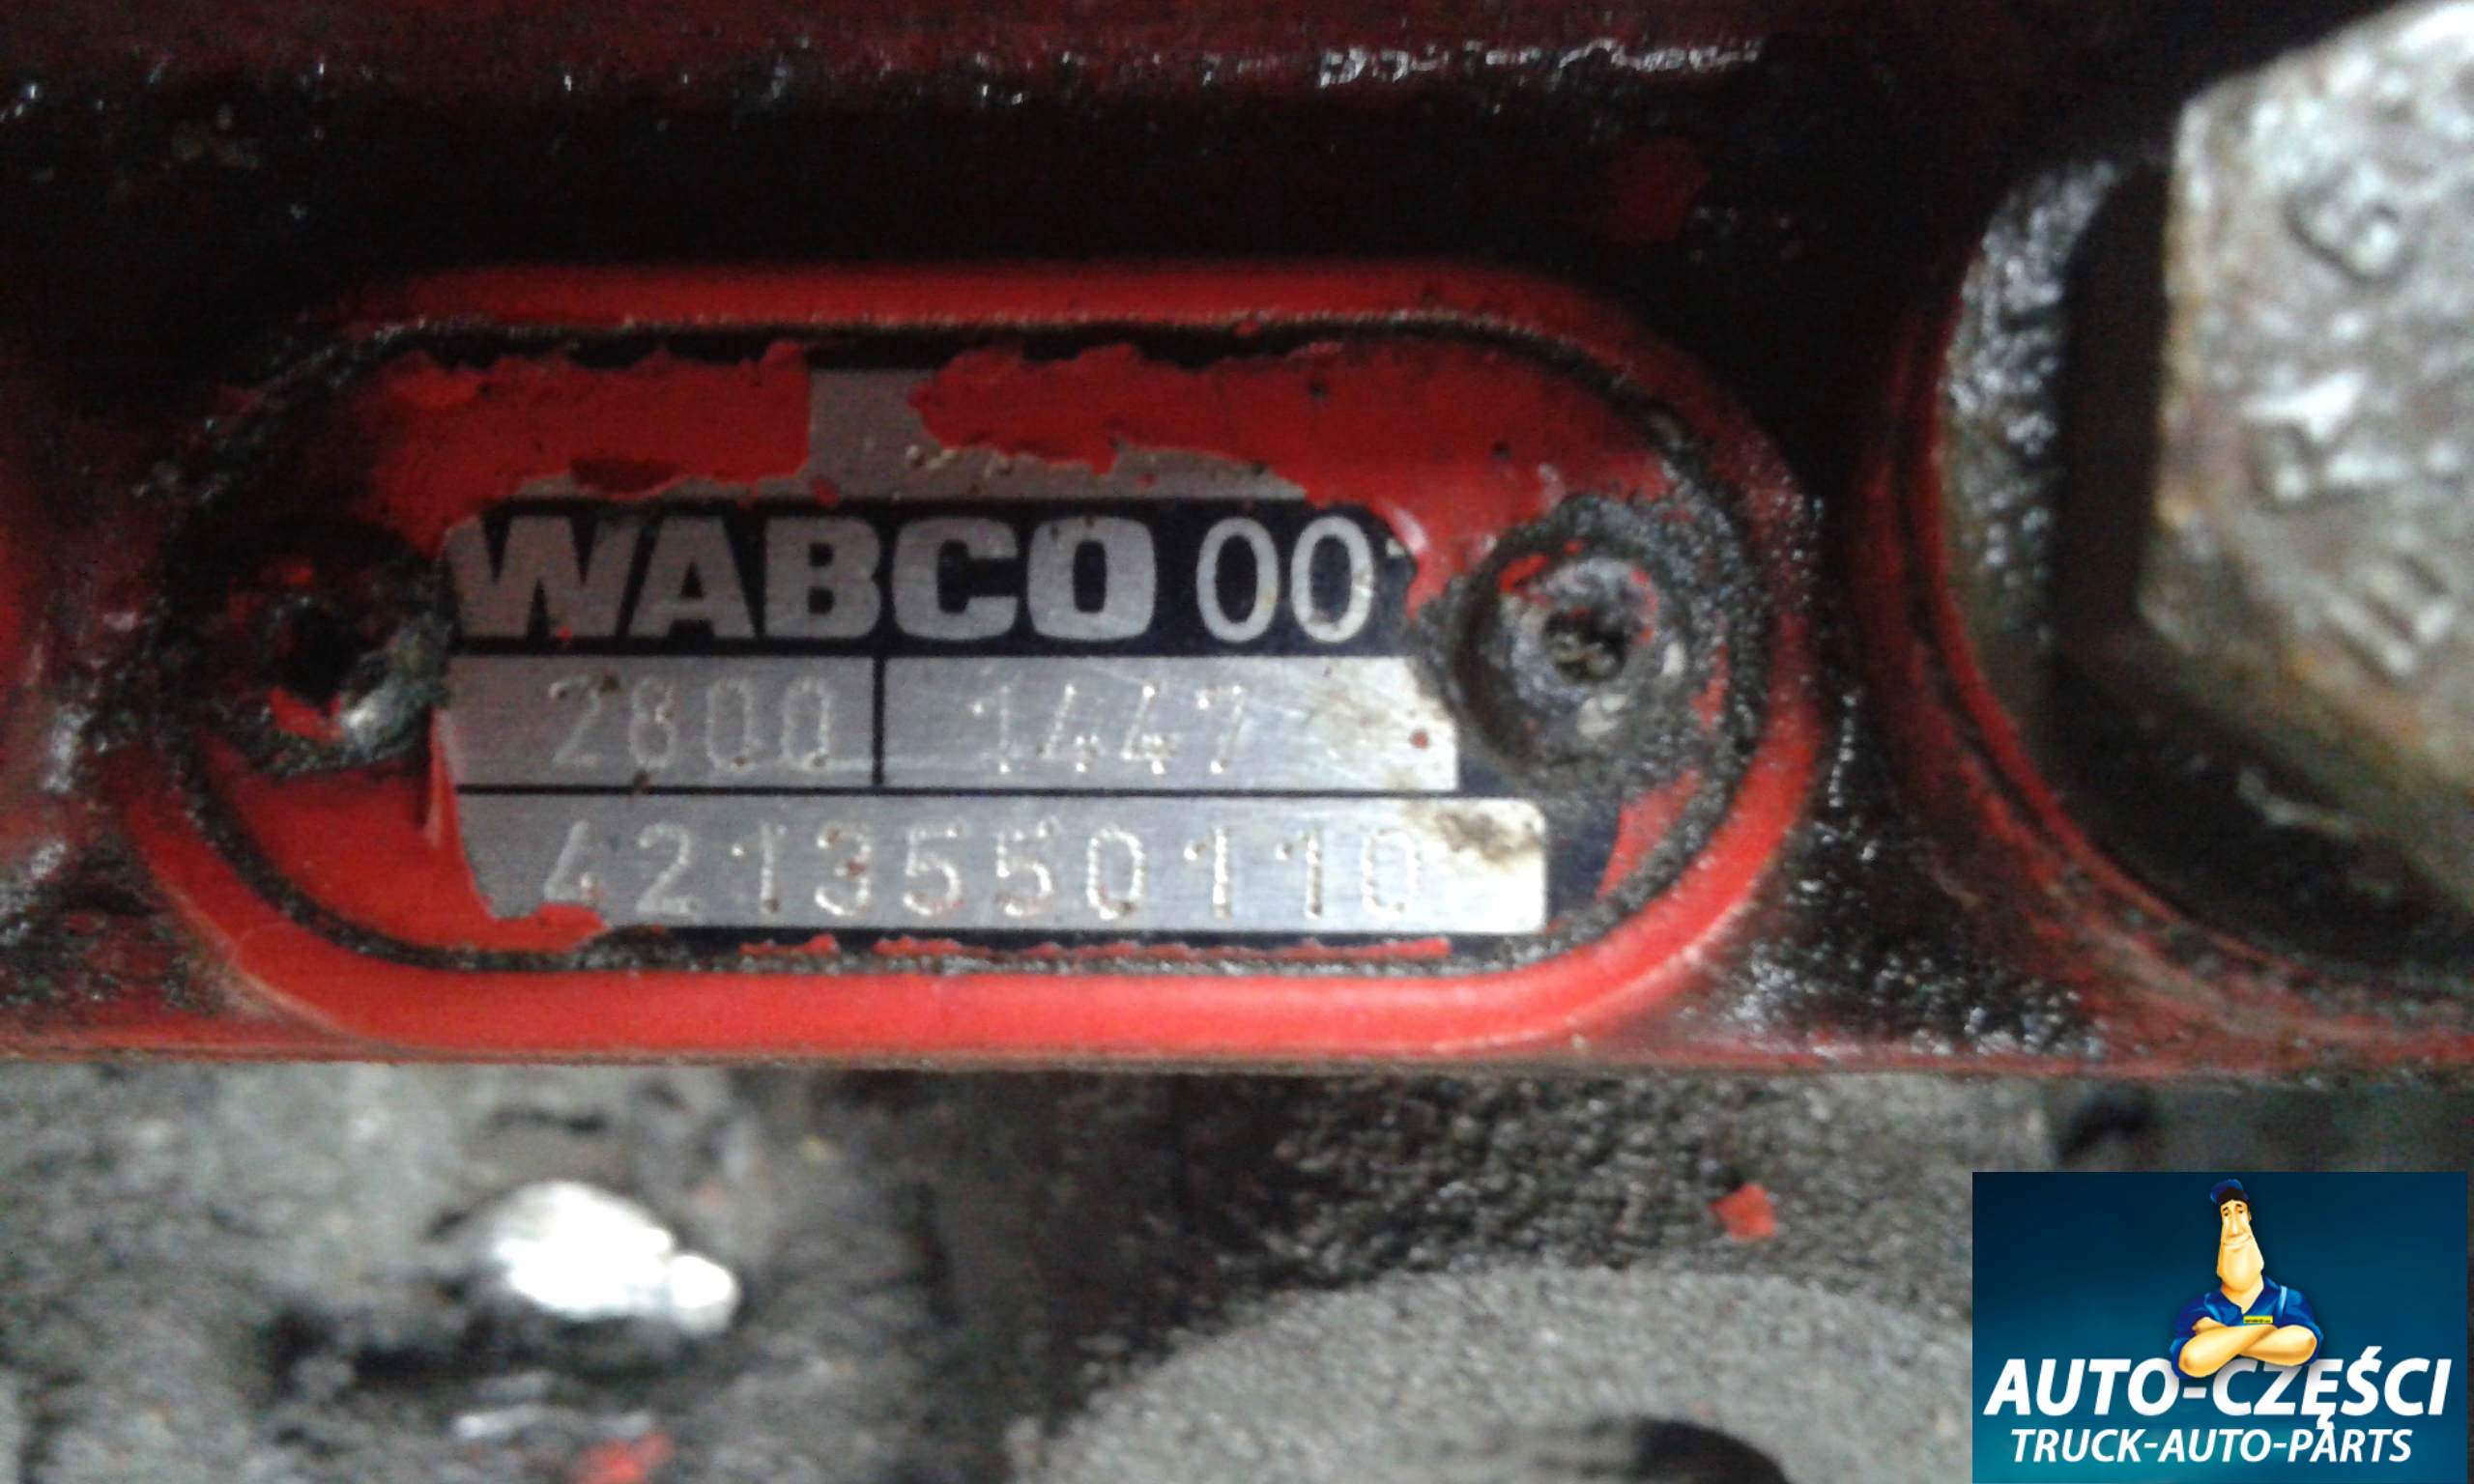 WABCO 00
2800 1447
4213550110
AUTO-CZĘŚCI
TRUCK-AUTO-PARTS